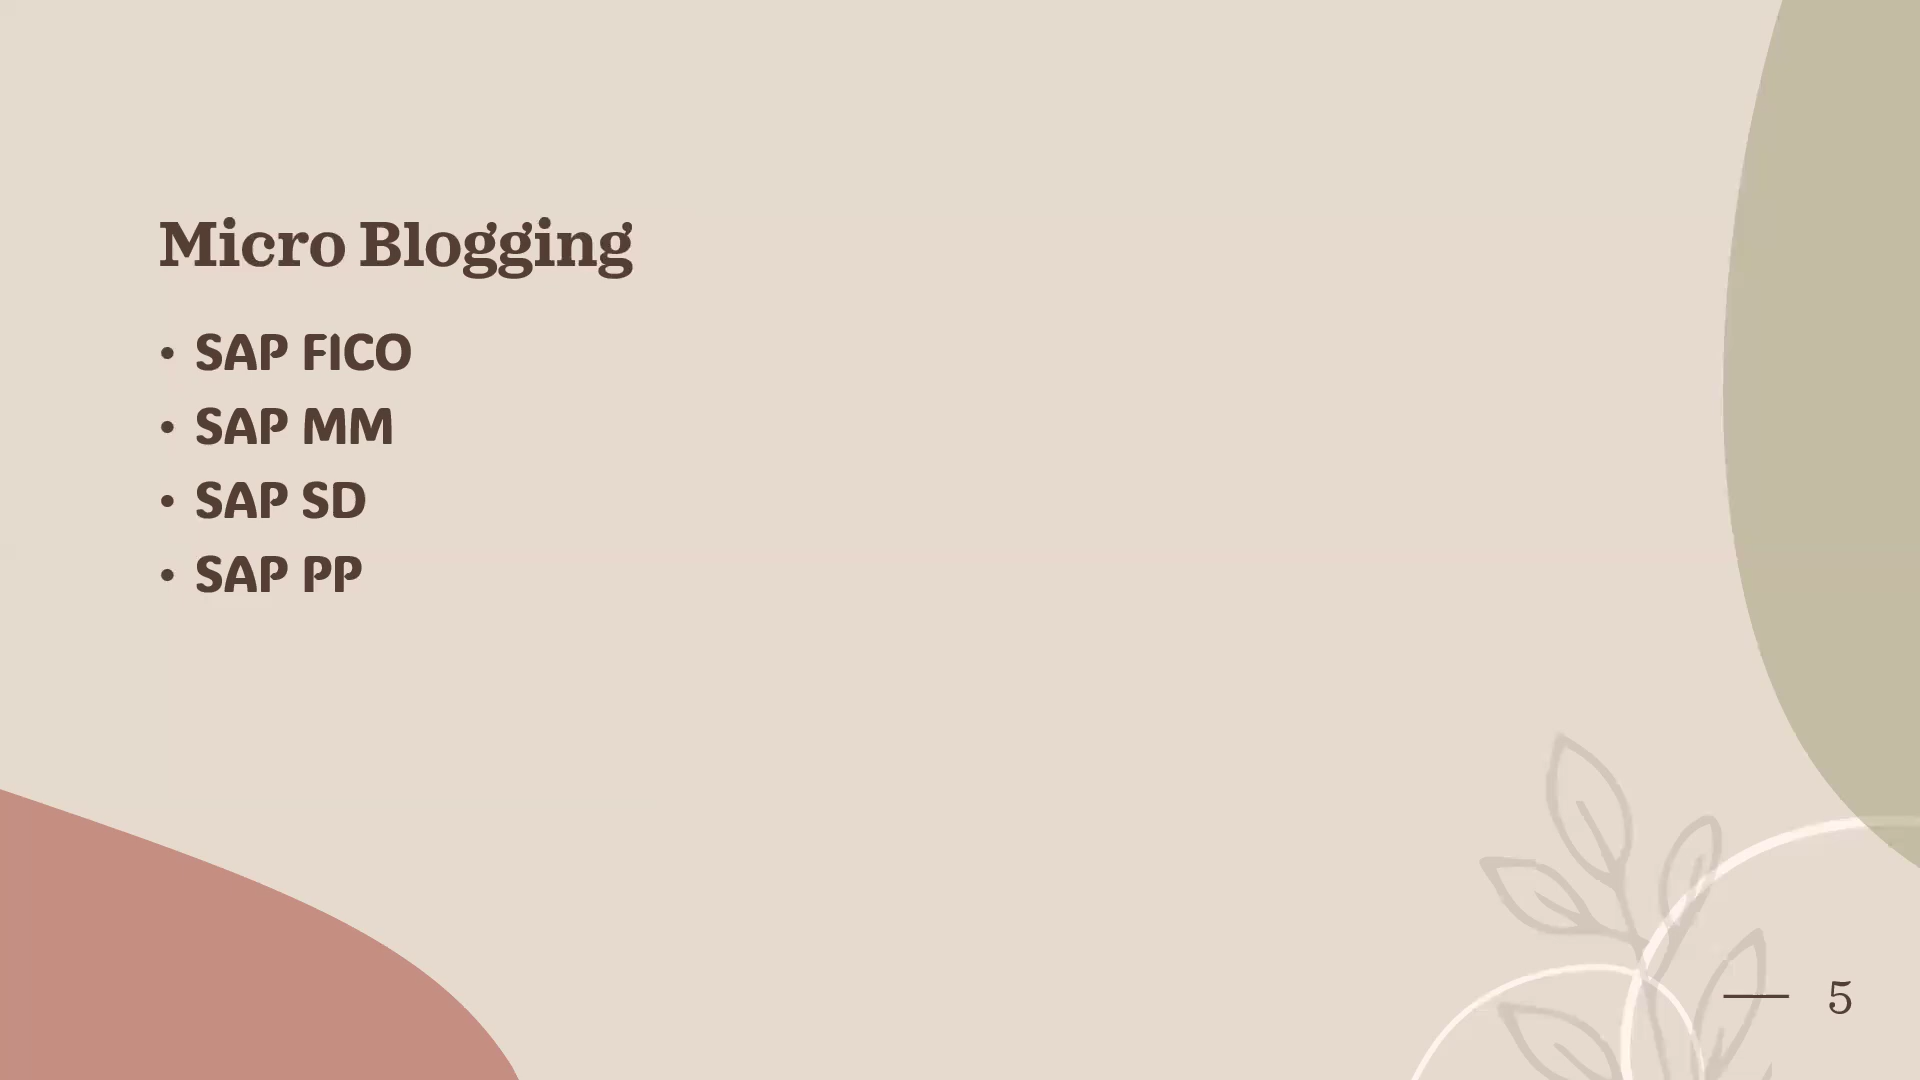 Micro Blogging
• SAP FICO
• SAP MM
• SAP SD
• SAP PP
5